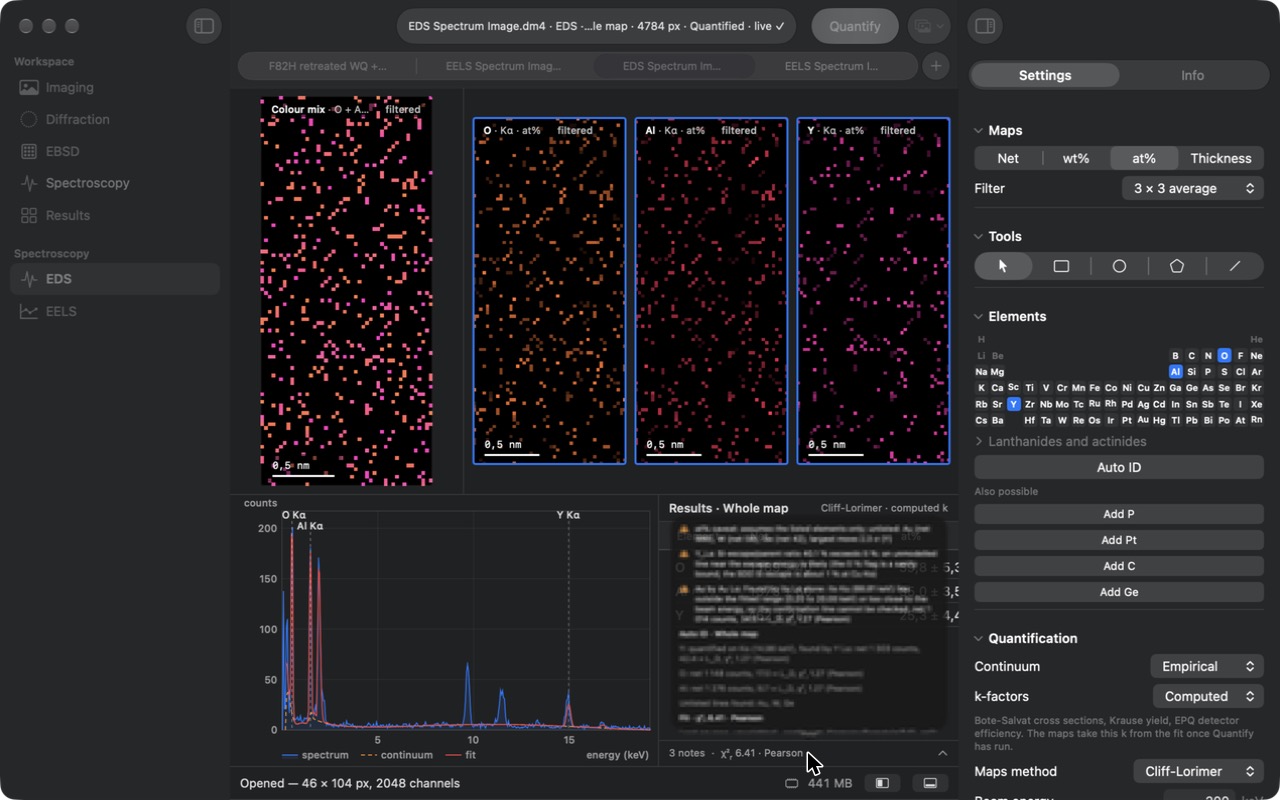 EDS Spectrum Image.dm4 · EDS ·...le map · 4784 px · Quantified · live ✓
Quantify
F82H retreated WQ +...
EELS Spectrum Imag...
EDS Spectrum Im...
EELS Spectrum I...
Workspace
Imaging
Diffraction
EBSD
Spectroscopy
Results
Spectroscopy
EDS
EELS
Colour mix · O + A... filtered
0,5 nm
O · Kα · at% filtered
0,5 nm
Al · Kα · at% filtered
0,5 nm
Y · Kα · at% filtered
0,5 nm
counts
O Kα
Al Kα
Y Kα
200
150
100
50
0
5
10
15
spectrum
continuum
fit
energy (keV)
Results · Whole map
Cliff-Lorimer · computed k
at%
O
5,3
3,5
Y
4,4
Auto ID · Whole map
3 notes · χ²ᵣ 6.41 · Pearson
Opened — 46 × 104 px, 2048 channels
441 MB
Settings
Info
Maps
Net
wt%
at%
Thickness
Filter
3 × 3 average
Tools
Elements
H He
Li Be B C N O F Ne
Na Mg Al Si P S Cl Ar
K Ca Sc Ti V Cr Mn Fe Co Ni Cu Zn Ga Ge As Se Br Kr
Rb Sr Y Zr Nb Mo Tc Ru Rh Pd Ag Cd In Sn Sb Te I Xe
Cs Ba Hf Ta W Re Os Ir Pt Au Hg Tl Pb Bi Po At Rn
Lanthanides and actinides
Auto ID
Also possible
Add P
Add Pt
Add C
Add Ge
Quantification
Continuum
Empirical
k-factors
Computed
Bote-Salvat cross sections, Krause yield, EPQ detector
efficiency. The maps take this k from the fit once Quantify
has run.
Maps method
Cliff-Lorimer